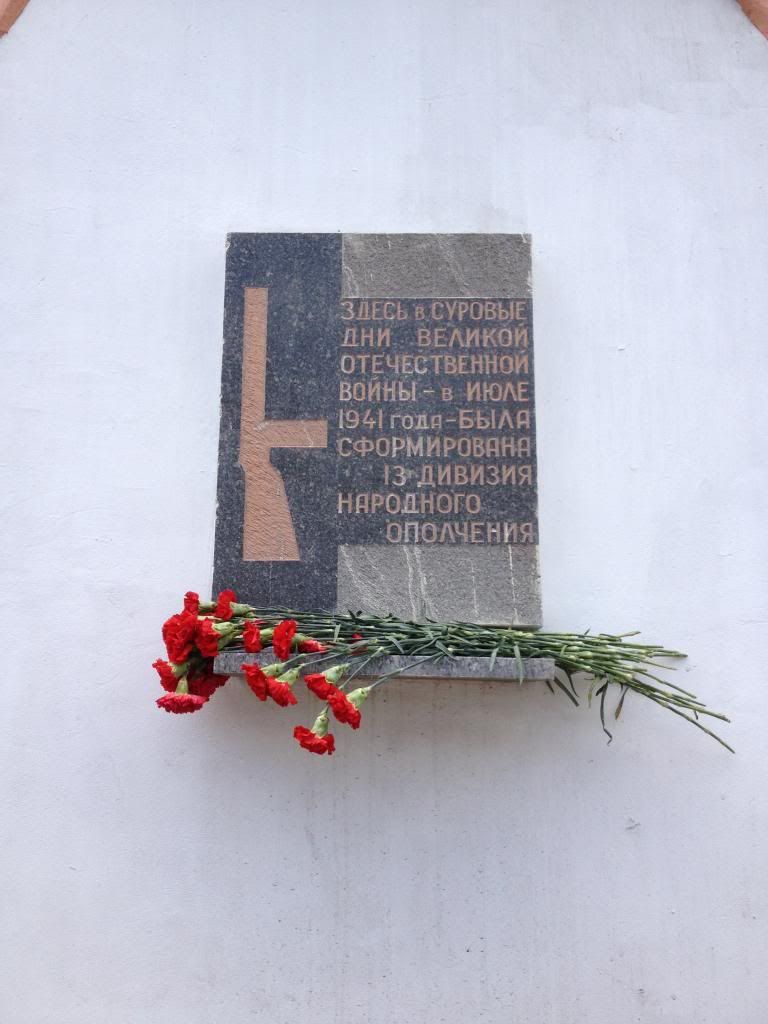 ЗДЕСЬ в СУРОВЫЕ
ДНИ ВЕЛИКОЙ
ОТЕЧЕСТВЕННОЙ
ВОЙНЫ – в ИЮЛЕ
1941 года – БЫЛА
СФОРМИРОВАНА
13 ДИВИЗИЯ
НАРОДНОГО
ОПОЛЧЕНИЯ